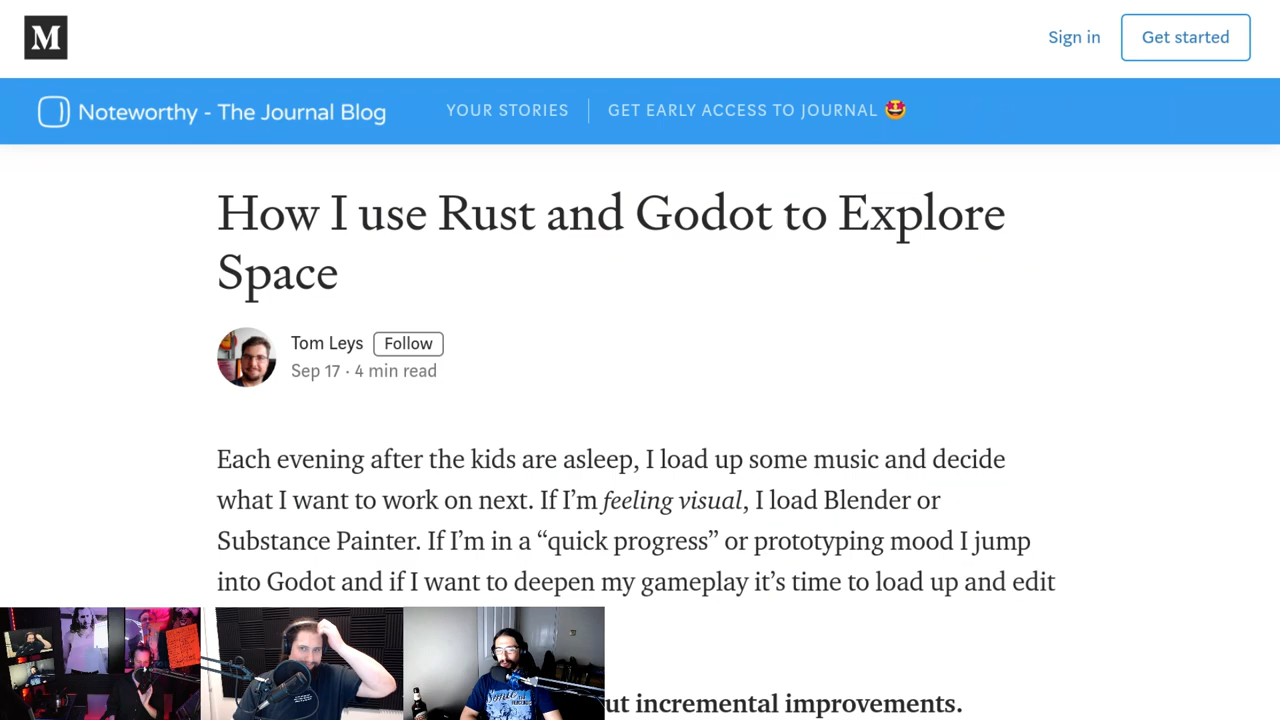 M
Sign in
Get started
Noteworthy - The Journal Blog
YOUR STORIES
GET EARLY ACCESS TO JOURNAL 🤩
How I use Rust and Godot to Explore
Space
Tom Leys
Follow
Sep 17 · 4 min read
Each evening after the kids are asleep, I load up some music and decide
what I want to work on next. If I’m feeling visual, I load Blender or
Substance Painter. If I’m in a “quick progress” or prototyping mood I jump
into Godot and if I want to deepen my gameplay it’s time to load up and edit
ut incremental improvements.